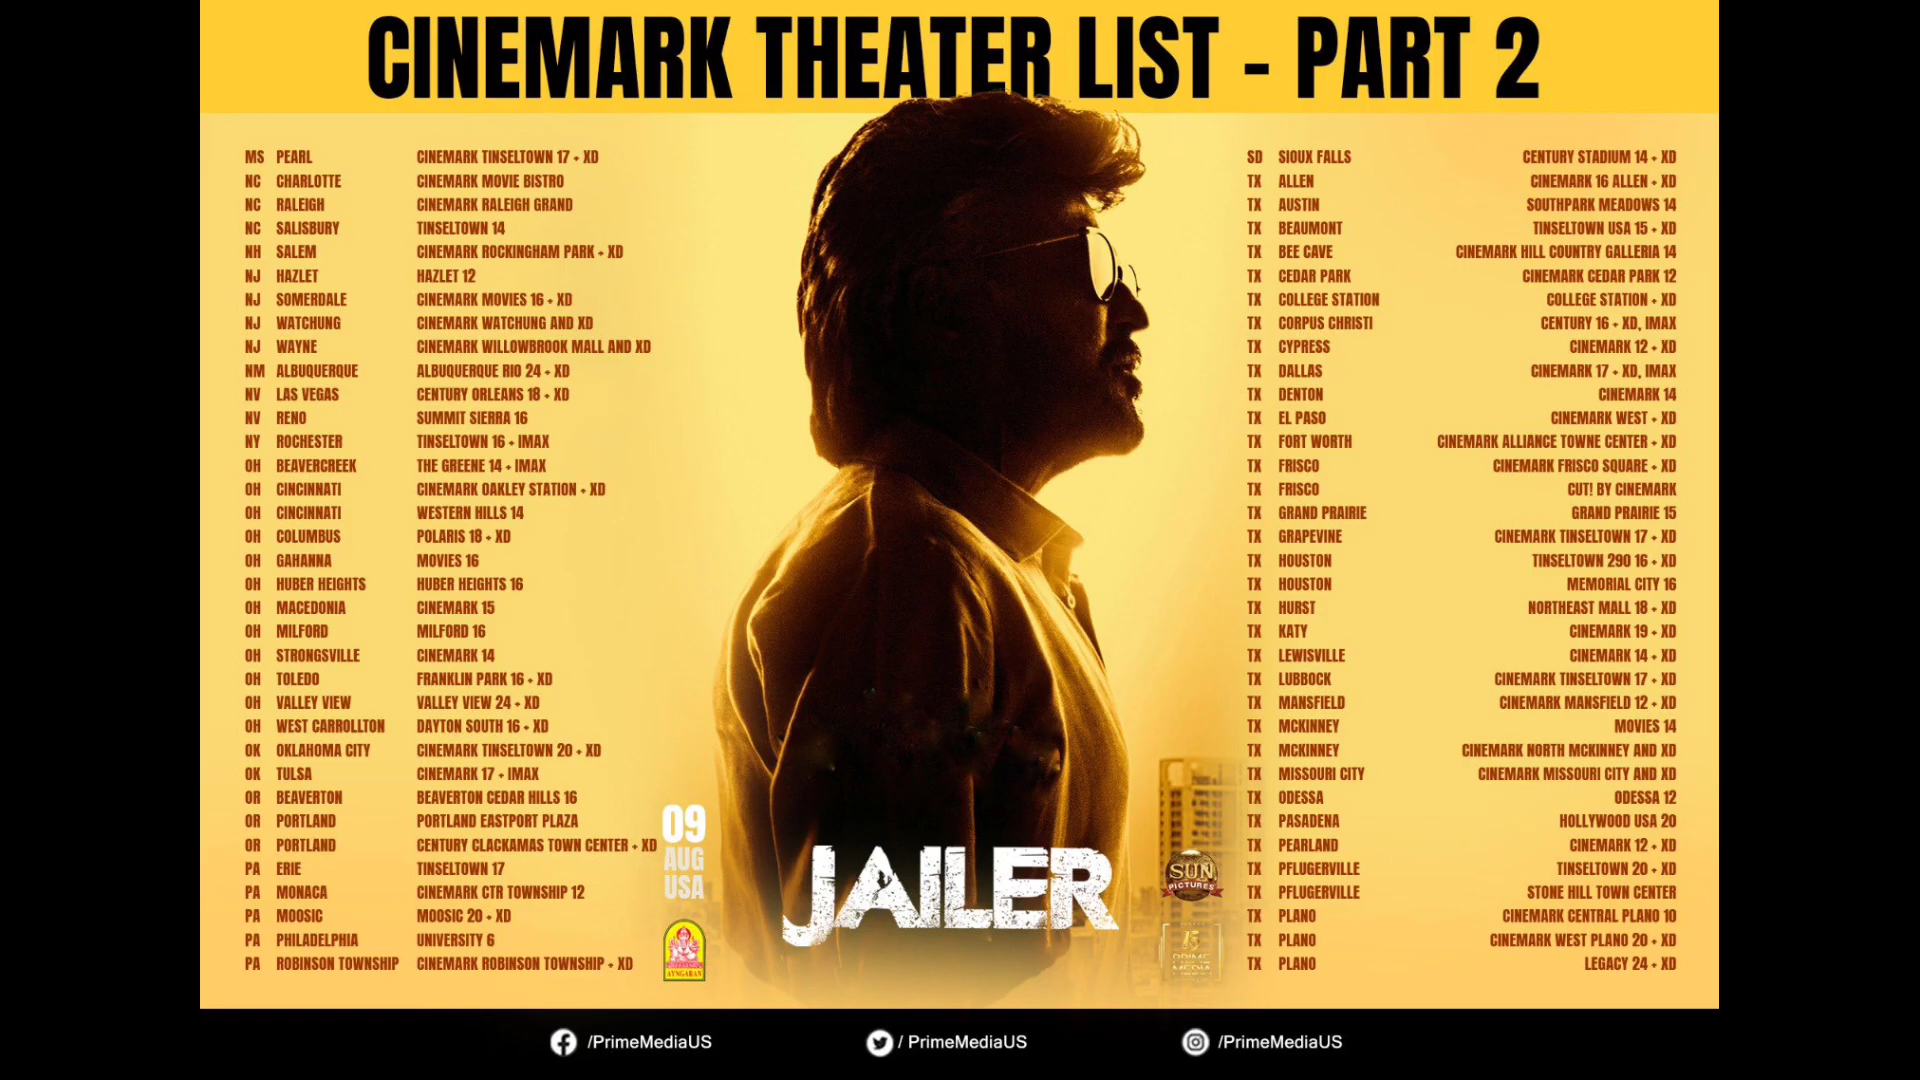 CINEMARK THEATER LIST - PART 2
MS PEARL CINEMARK TINSELTOWN 17 + XD
NC CHARLOTTE CINEMARK MOVIE BISTRO
NC RALEIGH CINEMARK RALEIGH GRAND
NC SALISBURY TINSELTOWN 14
NH SALEM CINEMARK ROCKINGHAM PARK + XD
NJ HAZLET HAZLET 12
NJ SOMERDALE CINEMARK MOVIES 16 + XD
NJ WATCHUNG CINEMARK WATCHUNG AND XD
NJ WAYNE CINEMARK WILLOWBROOK MALL AND XD
NM ALBUQUERQUE ALBUQUERQUE RIO 24 + XD
NV LAS VEGAS CENTURY ORLEANS 18 + XD
NV RENO SUMMIT SIERRA 16
NY ROCHESTER TINSELTOWN 16 + IMAX
OH BEAVERCREEK THE GREENE 14 + IMAX
OH CINCINNATI CINEMARK OAKLEY STATION + XD
OH CINCINNATI WESTERN HILLS 14
OH COLUMBUS POLARIS 18 + XD
OH GAHANNA MOVIES 16
OH HUBER HEIGHTS HUBER HEIGHTS 16
OH MACEDONIA CINEMARK 15
OH MILFORD MILFORD 16
OH STRONGSVILLE CINEMARK 14
OH TOLEDO FRANKLIN PARK 16 + XD
OH VALLEY VIEW VALLEY VIEW 24 + XD
OH WEST CARROLLTON DAYTON SOUTH 16 + XD
OK OKLAHOMA CITY CINEMARK TINSELTOWN 20 + XD
OK TULSA CINEMARK 17 + IMAX
OR BEAVERTON BEAVERTON CEDAR HILLS 16
OR PORTLAND PORTLAND EASTPORT PLAZA
OR PORTLAND CENTURY CLACKAMAS TOWN CENTER + XD
PA ERIE TINSELTOWN 17
PA MONACA CINEMARK CTR TOWNSHIP 12
PA MOOSIC MOOSIC 20 + XD
PA PHILADELPHIA UNIVERSITY 6
PA ROBINSON TOWNSHIP CINEMARK ROBINSON TOWNSHIP + XD
09
AUG
USA
AYNGARAN
JAILER
SUN
PICTURES
PRIME
MEDIA
SD SIOUX FALLS CENTURY STADIUM 14 + XD
TX ALLEN CINEMARK 16 ALLEN + XD
TX AUSTIN SOUTHPARK MEADOWS 14
TX BEAUMONT TINSELTOWN USA 15 + XD
TX BEE CAVE CINEMARK HILL COUNTRY GALLERIA 14
TX CEDAR PARK CINEMARK CEDAR PARK 12
TX COLLEGE STATION COLLEGE STATION + XD
TX CORPUS CHRISTI CENTURY 16 + XD, IMAX
TX CYPRESS CINEMARK 12 + XD
TX DALLAS CINEMARK 17 + XD, IMAX
TX DENTON CINEMARK 14
TX EL PASO CINEMARK WEST + XD
TX FORT WORTH CINEMARK ALLIANCE TOWNE CENTER + XD
TX FRISCO CINEMARK FRISCO SQUARE + XD
TX FRISCO CUT! BY CINEMARK
TX GRAND PRAIRIE GRAND PRAIRIE 15
TX GRAPEVINE CINEMARK TINSELTOWN 17 + XD
TX HOUSTON TINSELTOWN 290 16 + XD
TX HOUSTON MEMORIAL CITY 16
TX HURST NORTHEAST MALL 18 + XD
TX KATY CINEMARK 19 + XD
TX LEWISVILLE CINEMARK 14 + XD
TX LUBBOCK CINEMARK TINSELTOWN 17 + XD
TX MANSFIELD CINEMARK MANSFIELD 12 + XD
TX MCKINNEY MOVIES 14
TX MCKINNEY CINEMARK NORTH MCKINNEY AND XD
TX MISSOURI CITY CINEMARK MISSOURI CITY AND XD
TX ODESSA ODESSA 12
TX PASADENA HOLLYWOOD USA 20
TX PEARLAND CINEMARK 12 + XD
TX PFLUGERVILLE TINSELTOWN 20 + XD
TX PFLUGERVILLE STONE HILL TOWN CENTER
TX PLANO CINEMARK CENTRAL PLANO 10
TX PLANO CINEMARK WEST PLANO 20 + XD
TX PLANO LEGACY 24 + XD
/PrimeMediaUS
/ PrimeMediaUS
/PrimeMediaUS